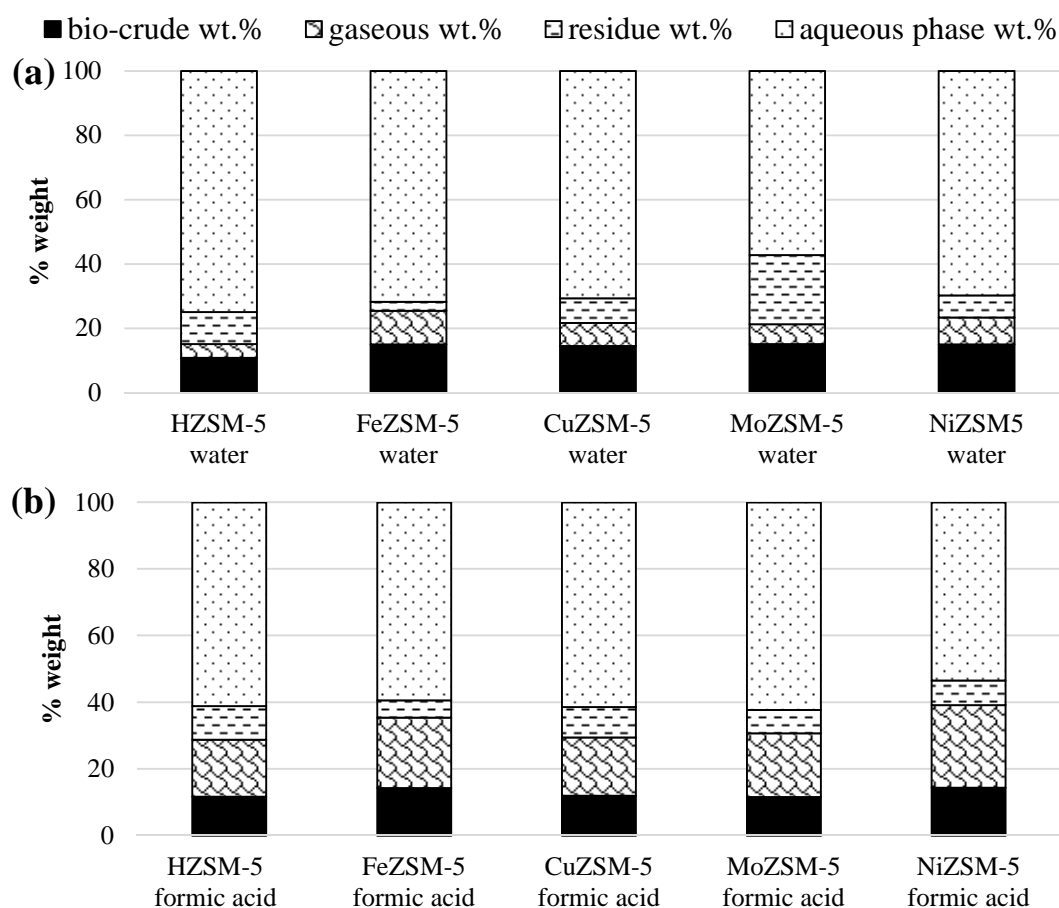 bio-crude wt.% gaseous wt.% residue wt.% aqueous phase wt.%
(a)
% weight
100
80
60
40
20
0
HZSM-5 FeZSM-5 CuZSM-5 MoZSM-5 NiZSM5
water water water water water
(b)
% weight
100
80
60
40
20
0
HZSM-5 FeZSM-5 CuZSM-5 MoZSM-5 NiZSM-5
formic acid formic acid formic acid formic acid formic acid